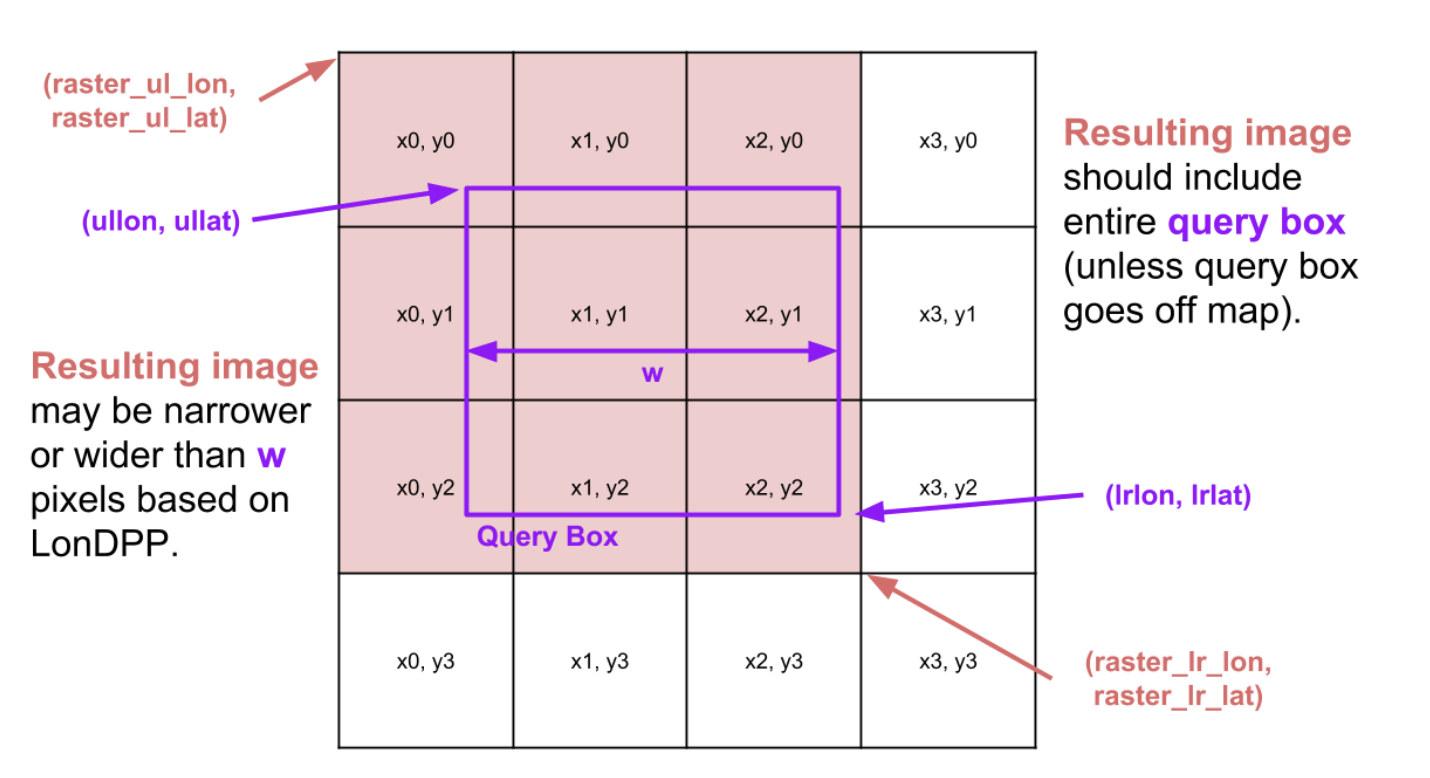 (raster_ul_lon,
raster_ul_lat)
x0, y0
x1, y0
x2, y0
x3, y0
Resulting image
should include
entire query box
(unless query box
goes off map).
(ullon, ullat)
x0, y1
x1, y1
x2, y1
x3, y1
w
Resulting image
may be narrower
or wider than w
pixels based on
LonDPP.
x0, y2
x1, y2
x2, y2
x3, y2
(lrlon, lrlat)
Query Box
x0, y3
x1, y3
x2, y3
x3, y3
(raster_lr_lon,
raster_lr_lat)